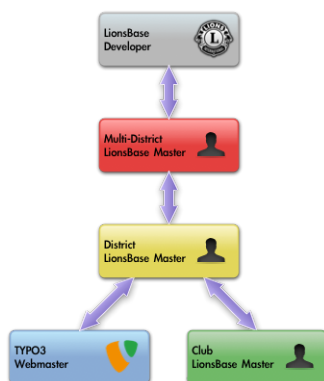 LionsBase
Developer
L
Multi-District
LionsBase Master
District
LionsBase Master
TYPO3
Webmaster
Club
LionsBase Master